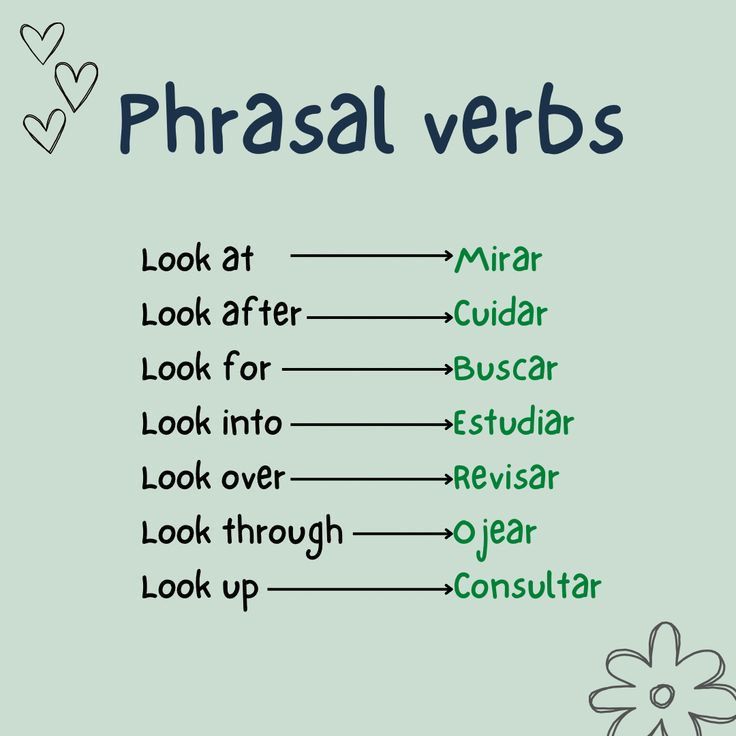 Phrasal verbs
Look at Mirar
Look after Cuidar
Look for Buscar
Look into Estudiar
Look over Revisar
Look through Ojear
Look up Consultar